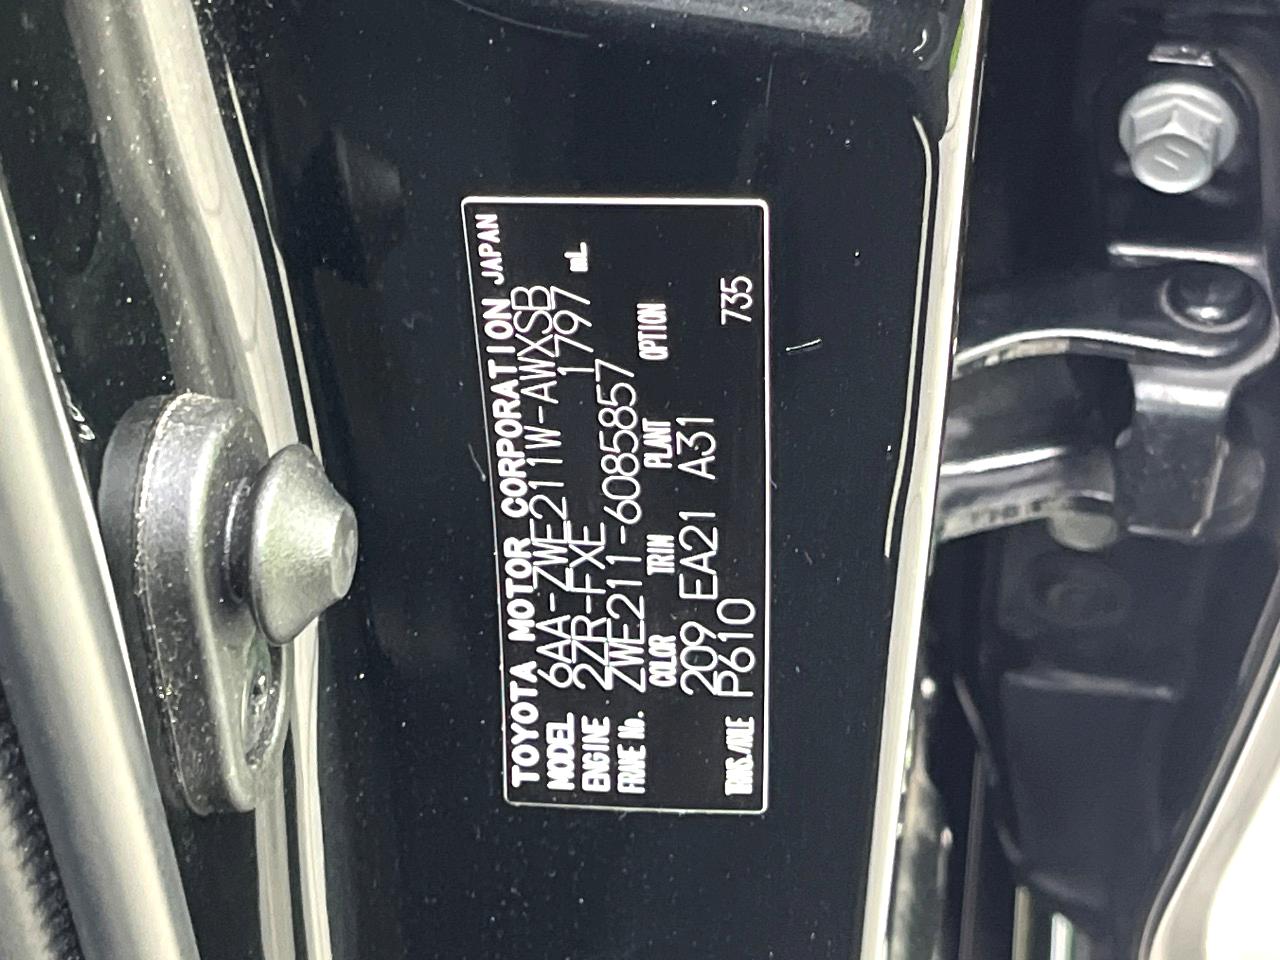 TOYOTA MOTOR CORPORATION JAPAN
MODEL 6AA-ZWE211W-AWXSB
ENGINE 2ZR-FXE 1797 mL
FRAME No. ZWE211-6085857
COLOR TRIM PLANT OPTION
209 EA21 A31
TRANS./AXLE P610 735